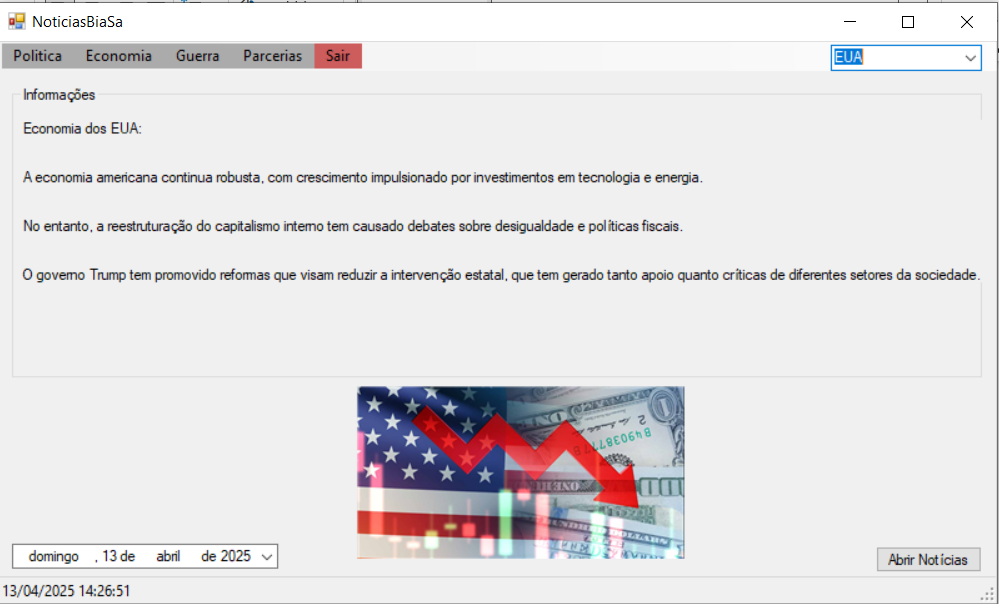 NoticiasBiaSa
Politica Economia Guerra Parcerias Sair EUA
Informações
Economia dos EUA:
A economia americana continua robusta, com crescimento impulsionado por investimentos em tecnologia e energia.
No entanto, a reestruturação do capitalismo interno tem causado debates sobre desigualdade e políticas fiscais.
O governo Trump tem promovido reformas que visam reduzir a intervenção estatal, que tem gerado tanto apoio quanto críticas de diferentes setores da sociedade.
domingo , 13 de abril de 2025
Abrir Notícias
13/04/2025 14:26:51